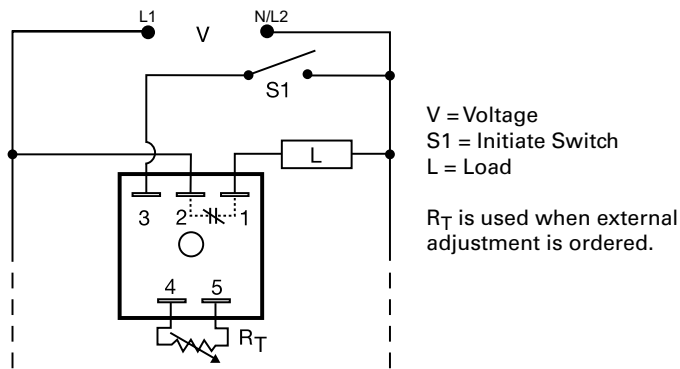 L1 V N/L2
S1
L
3 2 1
4 5
RT
V = Voltage
S1 = Initiate Switch
L = Load
RT is used when external
adjustment is ordered.